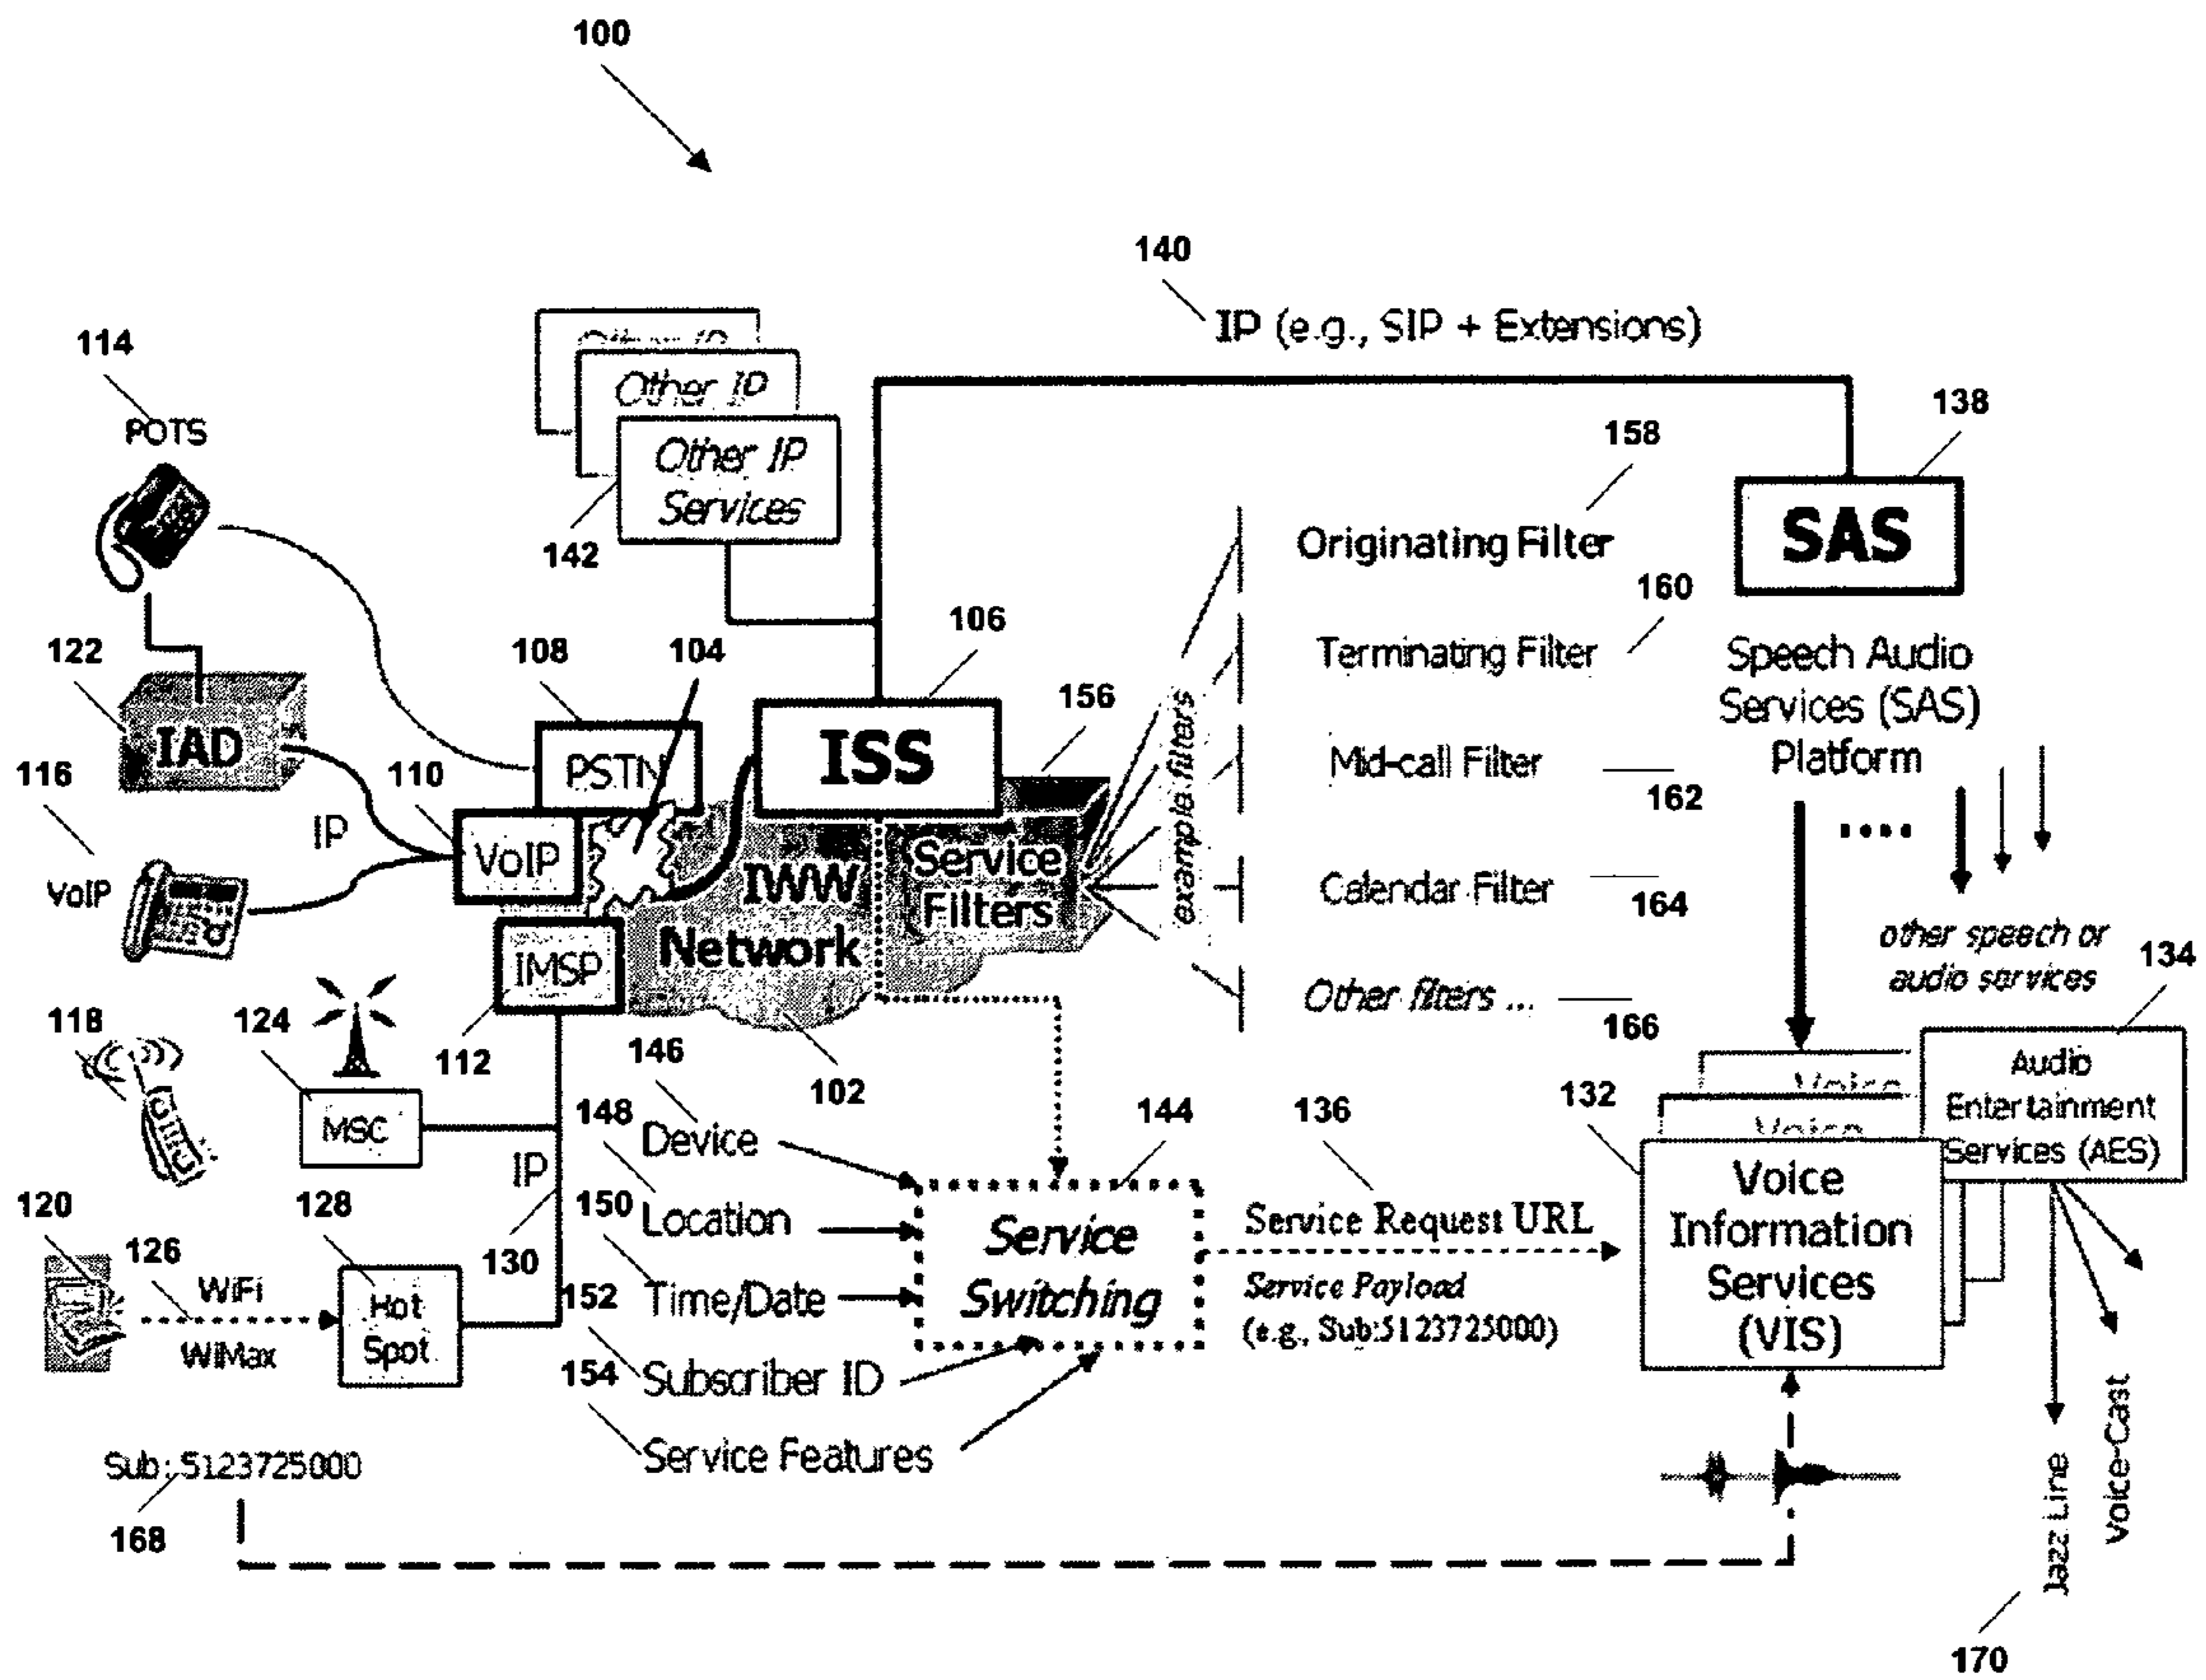 100
140
IP (e.g., SIP + Extensions)
114
POTS
Other IP
Other IP
Other IP
Services
142
138
158
SAS
Originating Filter
160
Terminating Filter
Speech Audio
Services (SAS)
Platform
122
IAD
108
104
106
156
PSTN
ISS
example filters
Mid-call Filter
162
116
110
IP
VoIP
VoIP
IWW
Network
Service
Filters
Calendar Filter
164
other speech or
audio services
134
IMSP
Other filters ...
166
118
124
112
146
102
MSC
IP
148
Device
144
136
132
Voice
Voice
Audio
Entertainment
Services (AES)
120
126
128
130
150
Location
WiFi
WiMax
Hot
Spot
152
Time/Date
Service
Switching
Service Request URL
Service Payload
(e.g., Sub:5123725000)
Voice
Information
Services
(VIS)
154
Subscriber ID
Service Features
Sub:5123725000
168
Jazz Line
Voice-Cast
170